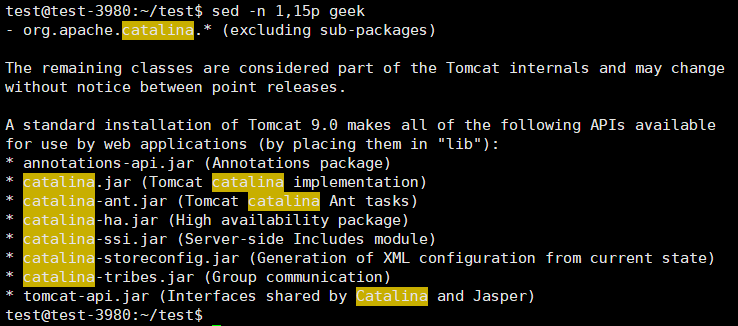 test@test-3980:~/test$ sed -n 1,15p geek
- org.apache.catalina.* (excluding sub-packages)
The remaining classes are considered part of the Tomcat internals and may change
without notice between point releases.
A standard installation of Tomcat 9.0 makes all of the following APIs available
for use by web applications (by placing them in "lib"):
* annotations-api.jar (Annotations package)
* catalina.jar (Tomcat catalina implementation)
* catalina-ant.jar (Tomcat catalina Ant tasks)
* catalina-ha.jar (High availability package)
* catalina-ssi.jar (Server-side Includes module)
* catalina-storeconfig.jar (Generation of XML configuration from current state)
* catalina-tribes.jar (Group communication)
* tomcat-api.jar (Interfaces shared by Catalina and Jasper)
test@test-3980:~/test$